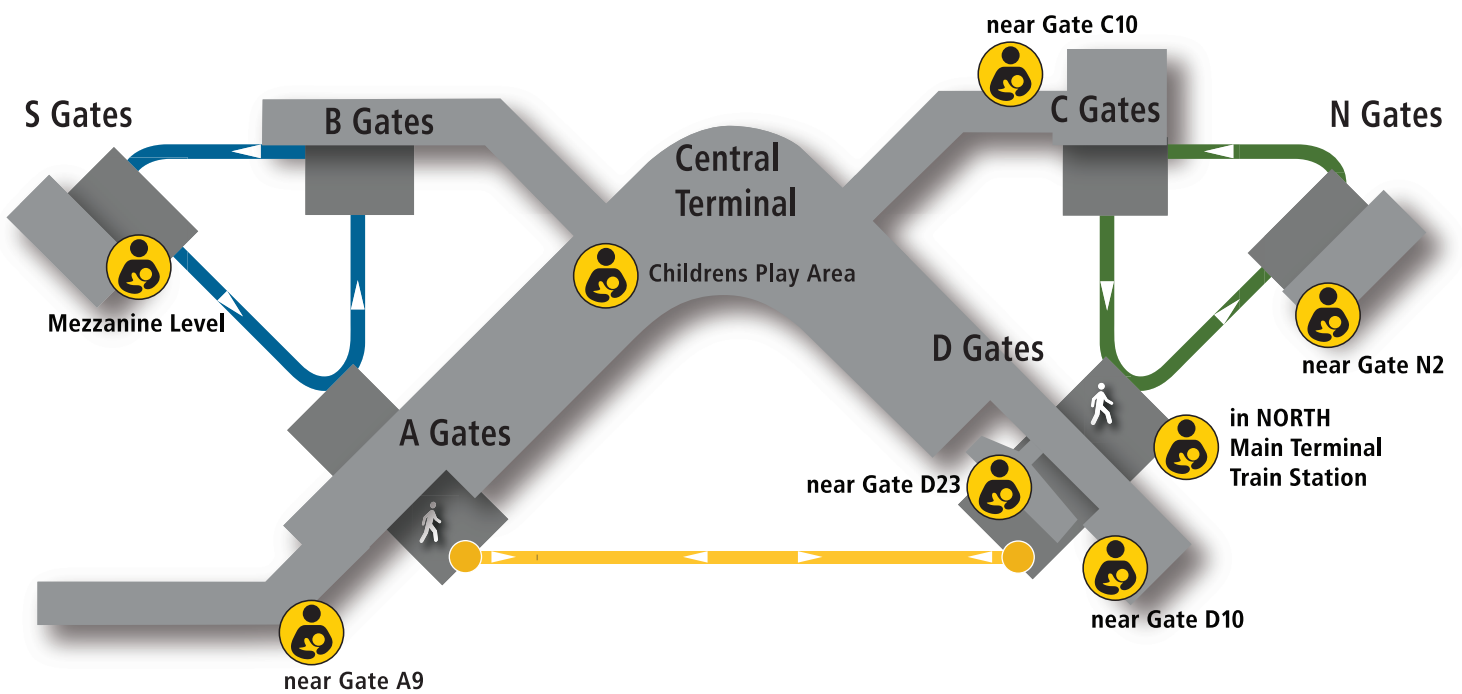 near Gate C10
S Gates
B Gates
C Gates
N Gates
Central
Terminal
Childrens Play Area
Mezzanine Level
D Gates
near Gate N2
A Gates
in NORTH
Main Terminal
Train Station
near Gate D23
near Gate D10
near Gate A9